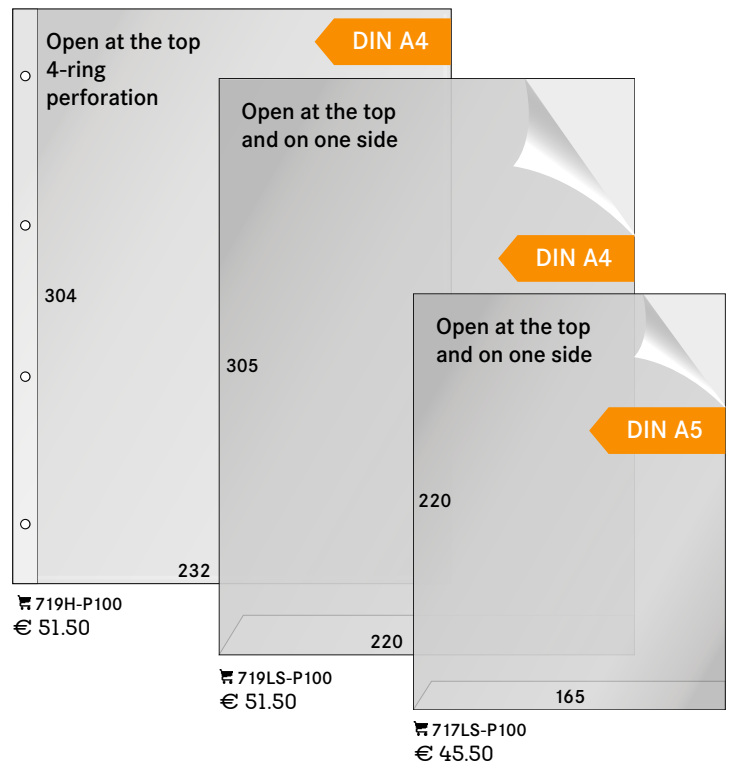 Open at the top
4-ring
perforation
DIN A4
304
232
719H-P100
€ 51.50
Open at the top
and on one side
DIN A4
305
220
719LS-P100
€ 51.50
Open at the top
and on one side
DIN A5
220
165
717LS-P100
€ 45.50